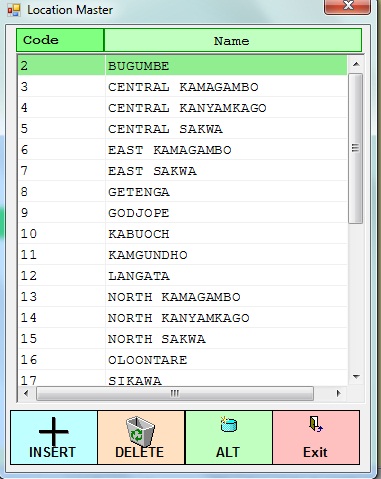 Location Master
Code Name
2 BUGUMBE
3 CENTRAL KAMAGAMBO
4 CENTRAL KANYAMKAGO
5 CENTRAL SAKWA
6 EAST KAMAGAMBO
7 EAST SAKWA
8 GETENGA
9 GODJOPE
10 KABUOCH
11 KAMGUNDHO
12 LANGATA
13 NORTH KAMAGAMBO
14 NORTH KANYAMKAGO
15 NORTH SAKWA
16 OLOONTARE
17 SIKAWA
INSERT DELETE ALT Exit